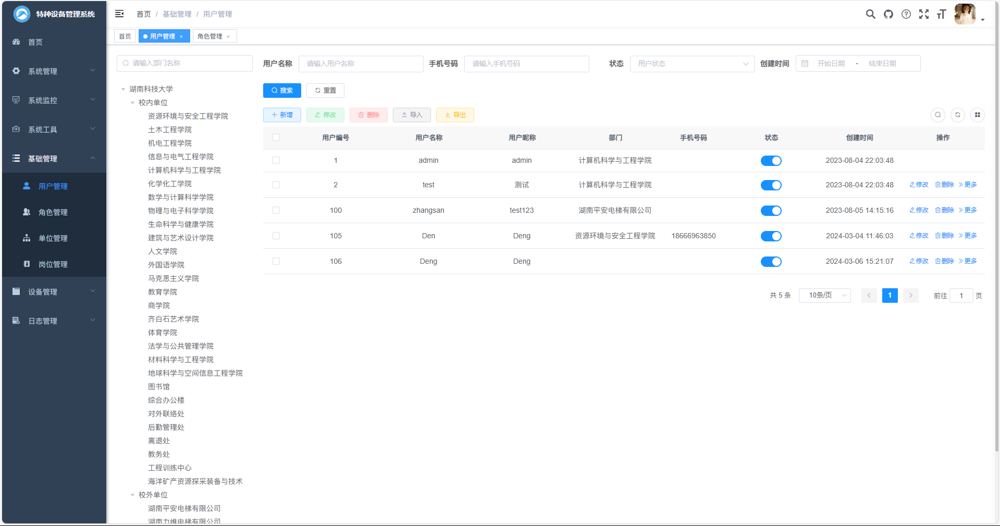 特种设备管理系统
首页
系统管理
系统监控
系统工具
基础管理
用户管理
角色管理
单位管理
岗位管理
设备管理
日志管理
首页 / 基础管理 / 用户管理
首页 用户管理 × 角色管理 ×
请输入部门名称
湖南科技大学
校内单位
资源环境与安全工程学院
土木工程学院
机电工程学院
信息与电气工程学院
计算机科学与工程学院
化学化工学院
数学与计算科学学院
物理与电子科学学院
生命科学与健康学院
建筑与艺术设计学院
人文学院
外国语学院
马克思主义学院
教育学院
商学院
齐白石艺术学院
体育学院
法学与公共管理学院
材料科学与工程学院
地球科学与空间信息工程学院
图书馆
综合办公楼
对外联络处
后勤管理处
离退处
教务处
工程训练中心
海洋矿产资源探采装备与技术
校外单位
湖南平安电梯有限公司
湖南力维电梯有限公司
用户名称 请输入用户名称 手机号码 请输入手机号码 状态 用户状态 创建时间 开始日期 - 结束日期
搜索 重置
新增 修改 删除 导入 导出
用户编号 用户名称 用户昵称 部门 手机号码 状态 创建时间 操作
1 admin admin 计算机科学与工程学院 2023-08-04 22:03:48
2 test 测试 计算机科学与工程学院 2023-08-04 22:03:48 修改 删除 更多
100 zhangsan test123 湖南平安电梯有限公司 2023-08-05 14:15:16 修改 删除 更多
105 Den Deng 资源环境与安全工程学院 18666963850 2024-03-04 11:46:03 修改 删除 更多
106 Deng Deng 2024-03-06 15:21:07 修改 删除 更多
共 5 条 10条/页 1 前往 1 页